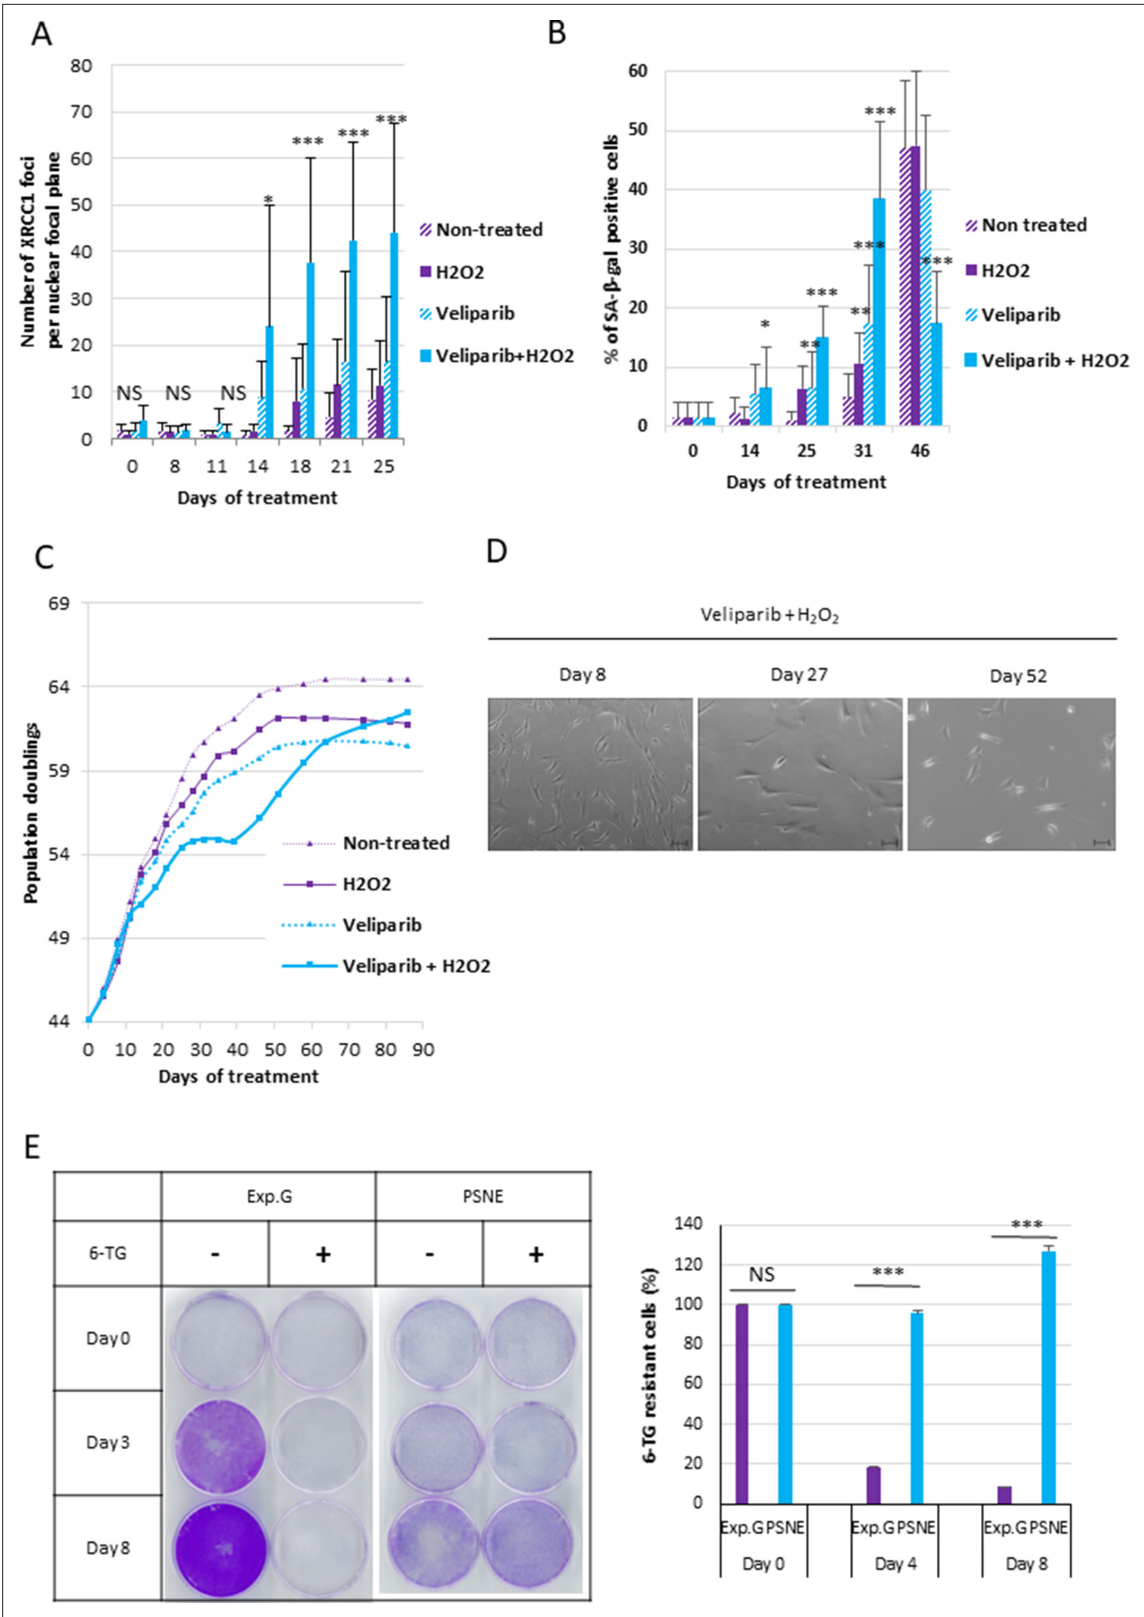 A
Number of XRCC1 foci
per nuclear focal plane
80
70
60
50
40
30
20
10
0
NS
NS
NS
*
***
***
***
0 8 11 14 18 21 25
Days of treatment
Non-treated
H2O2
Veliparib
Veliparib+H2O2
B
% of SA-β-gal positive cells
60
50
40
30
20
10
0
*
**
***
**
***
***
***
0 14 25 31 46
Days of treatment
Non treated
H2O2
Veliparib
Veliparib + H2O2
C
Population doublings
69
64
59
54
49
44
0 10 20 30 40 50 60 70 80 90
Days of treatment
Non-treated
H2O2
Veliparib
Veliparib + H2O2
D
Veliparib+H₂O₂
Day 8 Day 27 Day 52
E
Exp.G PSNE
6-TG - + - +
Day 0
Day 3
Day 8
6-TG resistant cells (%)
140
120
100
80
60
40
20
0
NS
***
***
Exp.G PSNE Exp.G PSNE Exp.G PSNE
Day 0 Day 4 Day 8